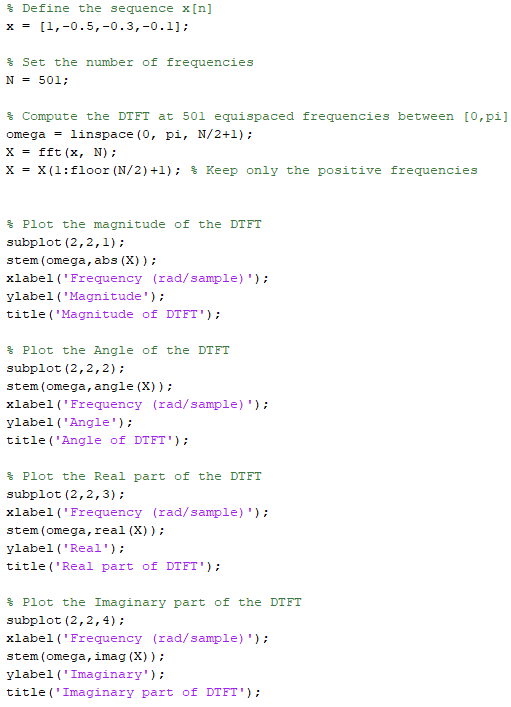 % Define the sequence x[n]
x = [1,-0.5,-0.3,-0.1];
% Set the number of frequencies
N = 501;
% Compute the DTFT at 501 equispaced frequencies between [0,pi]
omega = linspace(0, pi, N/2+1);
X = fft(x, N);
X = X(1:floor(N/2)+1); % Keep only the positive frequencies
% Plot the magnitude of the DTFT
subplot(2,2,1);
stem(omega,abs(X));
xlabel('Frequency (rad/sample)');
ylabel('Magnitude');
title('Magnitude of DTFT');
% Plot the Angle of the DTFT
subplot(2,2,2);
stem(omega,angle(X));
xlabel('Frequency (rad/sample)');
ylabel('Angle');
title('Angle of DTFT');
% Plot the Real part of the DTFT
subplot(2,2,3);
xlabel('Frequency (rad/sample)');
stem(omega,real(X));
ylabel('Real');
title('Real part of DTFT');
% Plot the Imaginary part of the DTFT
subplot(2,2,4);
xlabel('Frequency (rad/sample)');
stem(omega,imag(X));
ylabel('Imaginary');
title('Imaginary part of DTFT');